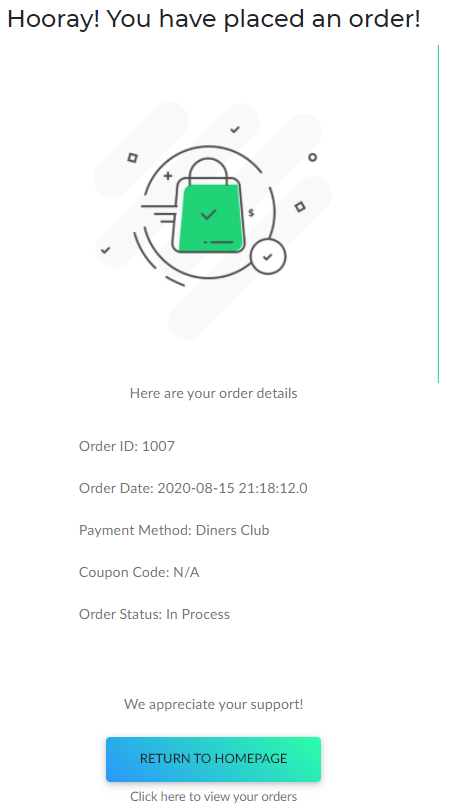 Hooray! You have placed an order!
$
Here are your order details
Order ID: 1007
Order Date: 2020-08-15 21:18:12.0
Payment Method: Diners Club
Coupon Code: N/A
Order Status: In Process
We appreciate your support!
RETURN TO HOMEPAGE
Click here to view your orders